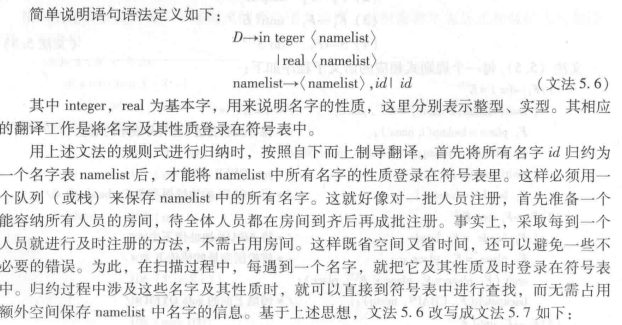 简单说明语句语法定义如下：
D→in teger〈namelist〉
|real〈namelist〉
namelist→〈namelist〉,id| id （文法 5. 6）
其中 integer，real 为基本字，用来说明名字的性质，这里分别表示整型、实型。其相应
的翻译工作是将名字及其性质登录在符号表中。
用上述文法的规则式进行归纳时，按照自下而上制导翻译，首先将所有名字 id 归约为
一个名字表 namelist 后，才能将 namelist 中所有名字的性质登录在符号表里。这样必须用一
个队列（或栈）来保存 namelist 中的所有名字。这就好像对一批人员注册，首先准备一个
能容纳所有人员的房间，待全体人员都在房间到齐后再成批注册。事实上，采取每到一个
人员就进行及时注册的方法，不需占用房间。这样既省空间又省时间，还可以避免一些不
必要的错误。为此，在扫描过程中，每遇到一个名字，就把它及其性质及时登录在符号表
中。归约过程中涉及这些名字及其性质时，就可以直接到符号表中进行查找，而无需占用
额外空间保存 namelist 中名字的信息。基于上述思想，文法 5. 6 改写成文法 5. 7 如下：